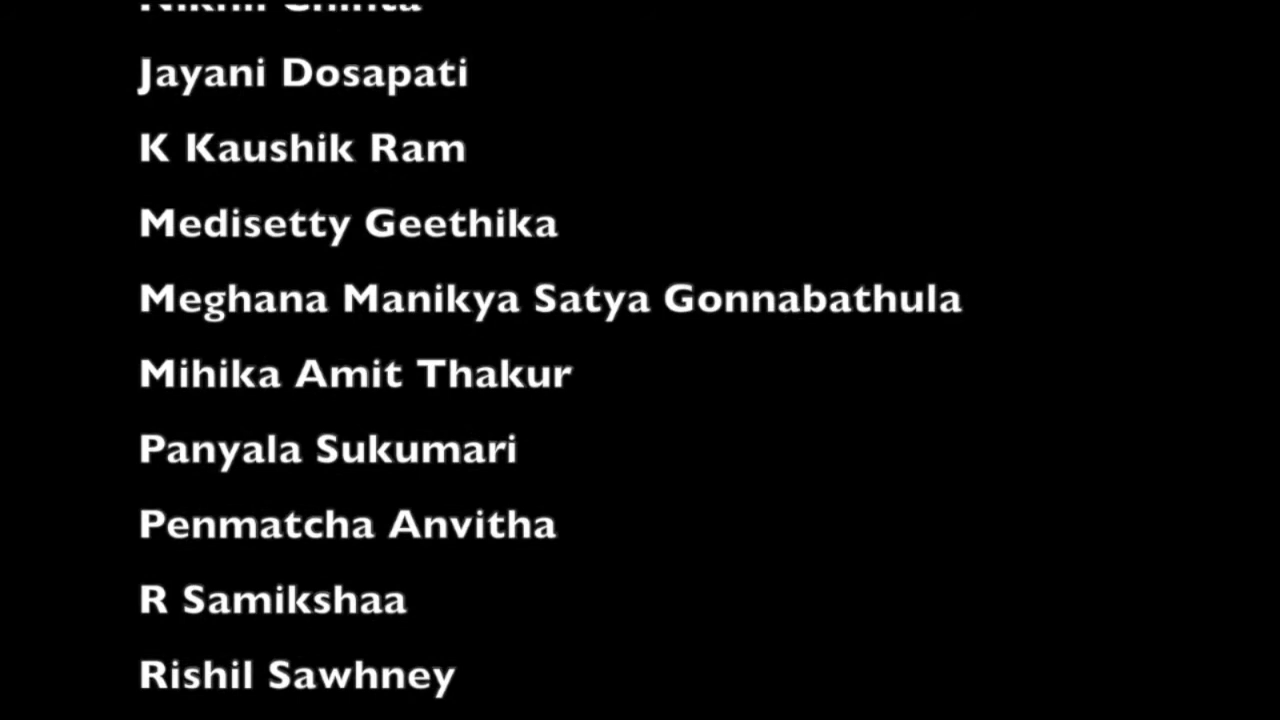 Jayani Dosapati
K Kaushik Ram
Medisetty Geethika
Meghana Manikya Satya Gonnabathula
Mihika Amit Thakur
Panyala Sukumari
Penmatcha Anvitha
R Samikshaa
Rishil Sawhney